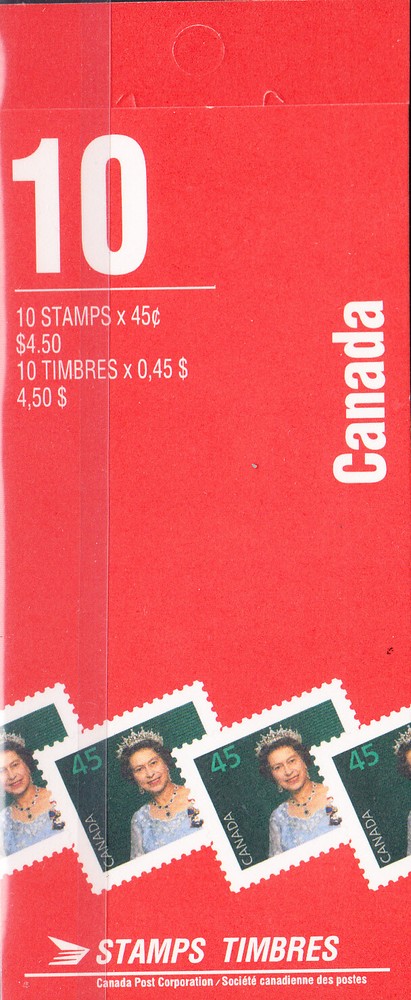 10
10 STAMPS x 45¢
$4.50
10 TIMBRES x 0,45 $
4,50 $
Canada
45
CANADA
45
CANADA
45
CANADA
STAMPS TIMBRES
Canada Post Corporation / Société canadienne des postes